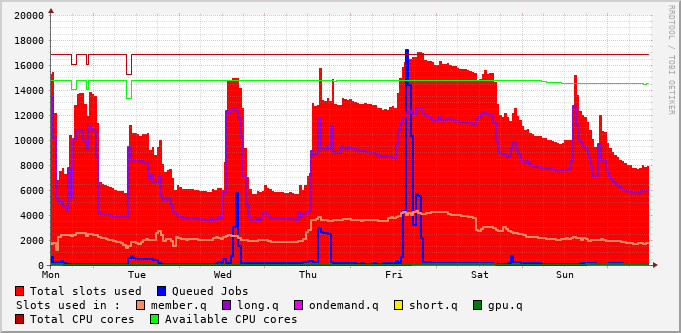 20000
18000
16000
14000
12000
10000
8000
6000
4000
2000
0
Mon Tue Wed Thu Fri Sat Sun
Total slots used Queued Jobs
Slots used in : member.q long.q ondemand.q short.q gpu.q
Total CPU cores Available CPU cores
RRDTOOL / TOBI OETIKER